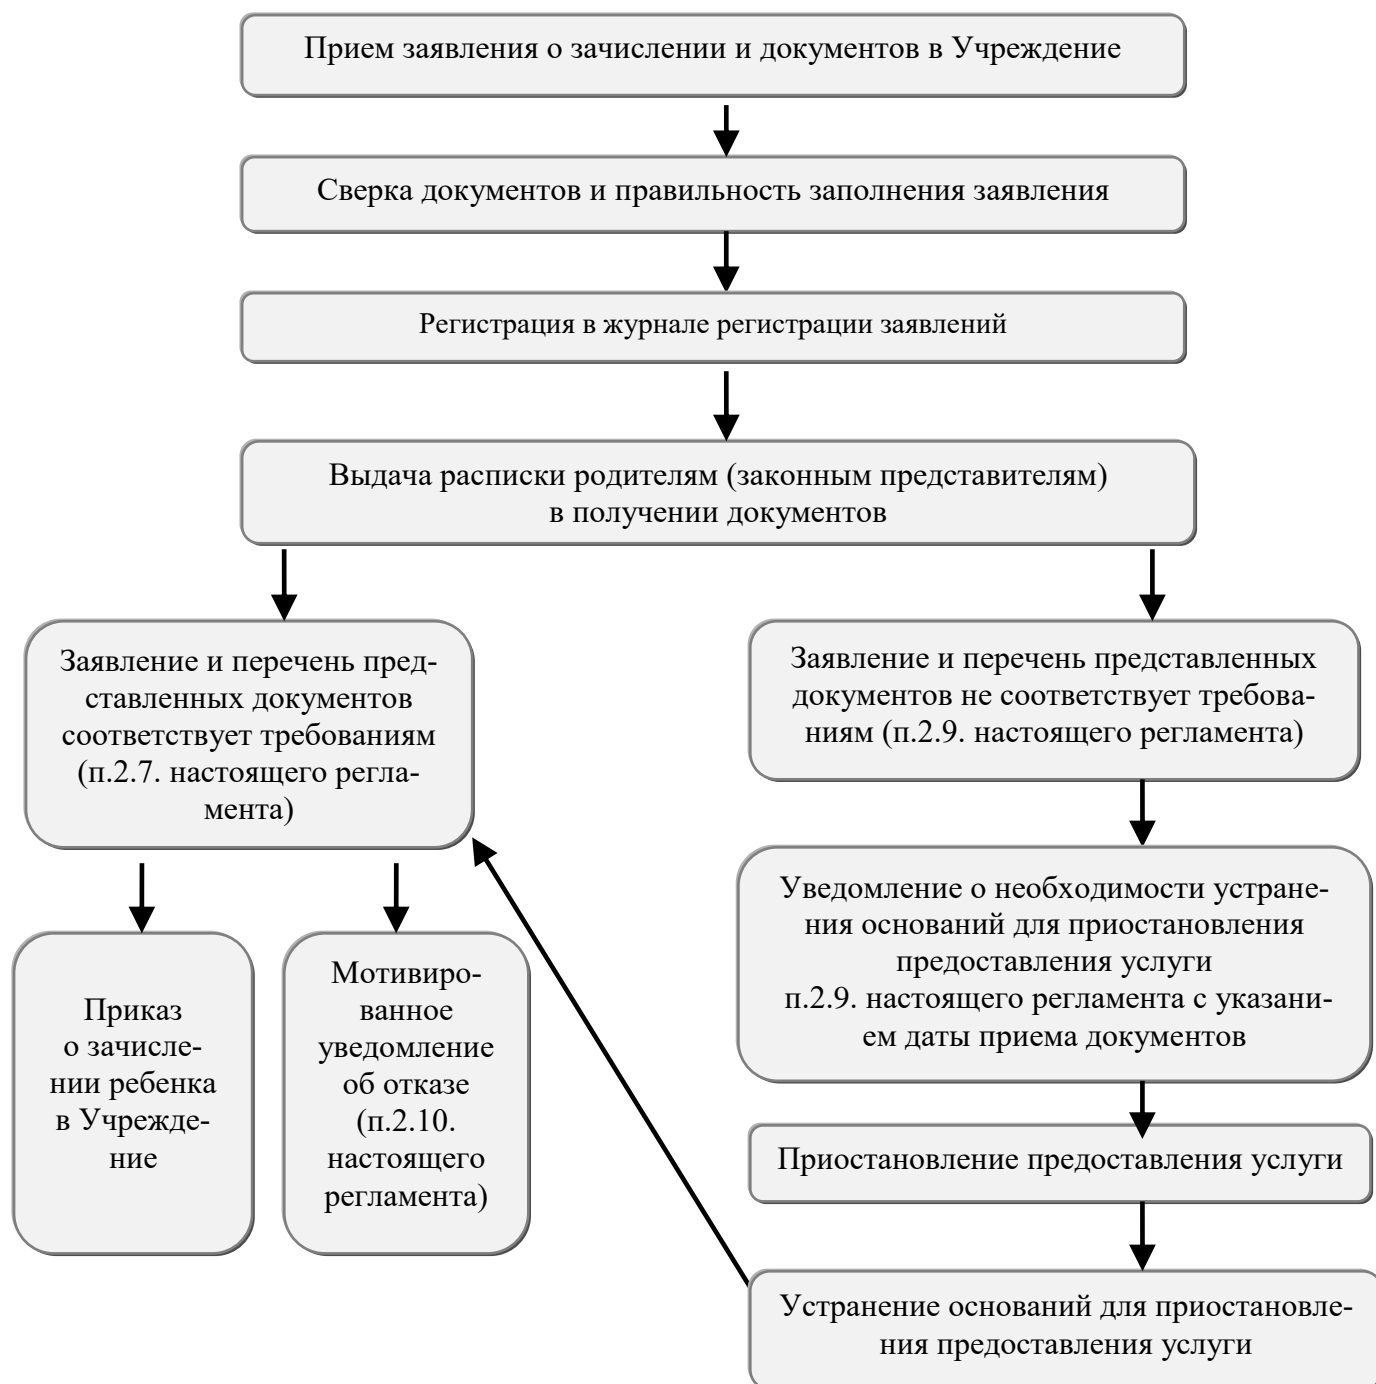 Прием заявления о зачислении и документов в Учреждение
Сверка документов и правильность заполнения заявления
Регистрация в журнале регистрации заявлений
Выдача расписки родителям (законным представителям)
в получении документов
Заявление и перечень пред-
ставленных документов
соответствует требованиям
(п.2.7. настоящего регла-
мента)
Заявление и перечень представленных
документов не соответствует требова-
ниям (п.2.9. настоящего регламента)
Уведомление о необходимости устране-
ния оснований для приостановления
предоставления услуги
п.2.9. настоящего регламента с указани-
ем даты приема документов
Приказ
о зачисле-
нии ребенка
в Учрежде-
ние
Мотивиро-
ванное
уведомление
об отказе
(п.2.10.
настоящего
регламента)
Приостановление предоставления услуги
Устранение оснований для приостановле-
ния предоставления услуги